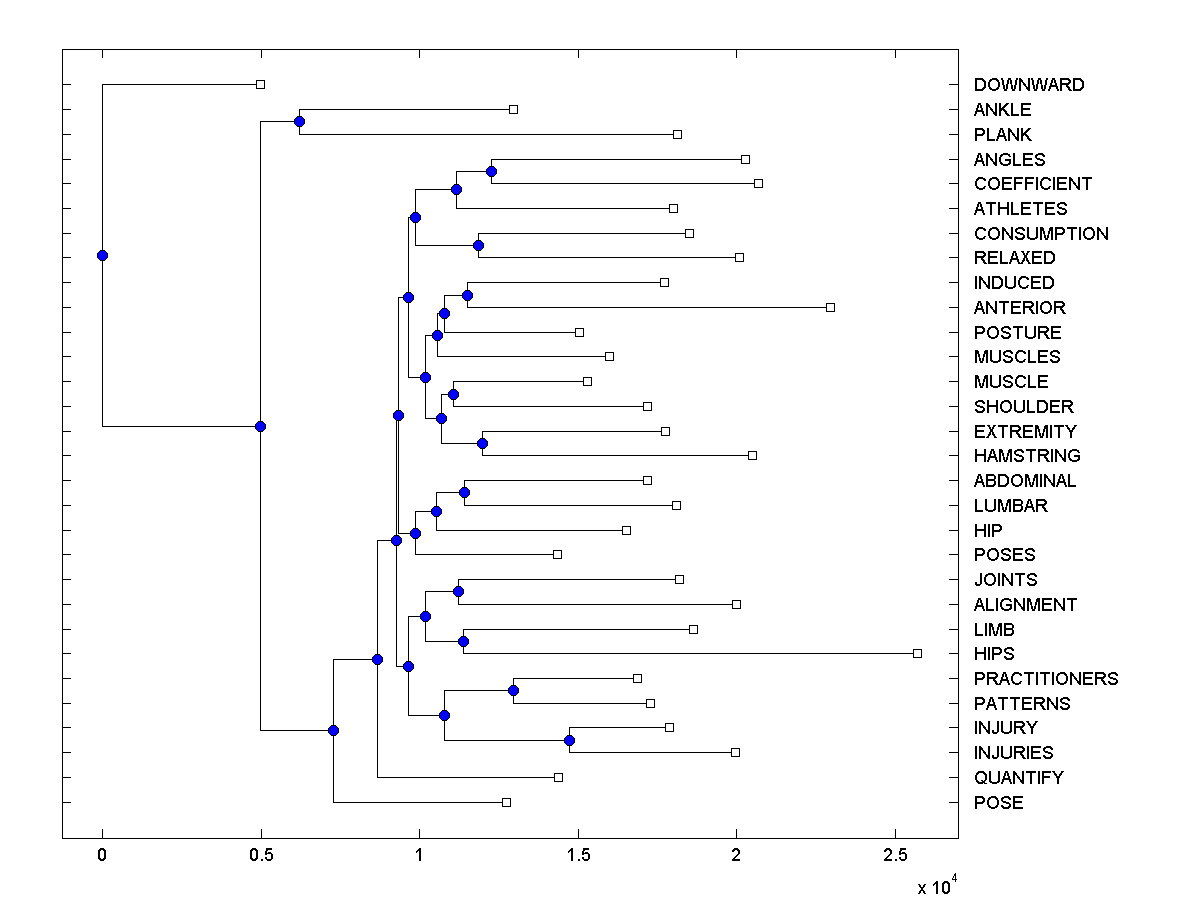 DOWNWARD
ANKLE
PLANK
ANGLES
COEFFICIENT
ATHLETES
CONSUMPTION
RELAXED
INDUCED
ANTERIOR
POSTURE
MUSCLES
MUSCLE
SHOULDER
EXTREMITY
HAMSTRING
ABDOMINAL
LUMBAR
HIP
POSES
JOINTS
ALIGNMENT
LIMB
HIPS
PRACTITIONERS
PATTERNS
INJURY
INJURIES
QUANTIFY
POSE
0 0.5 1 1.5 2 2.5
x 10^4